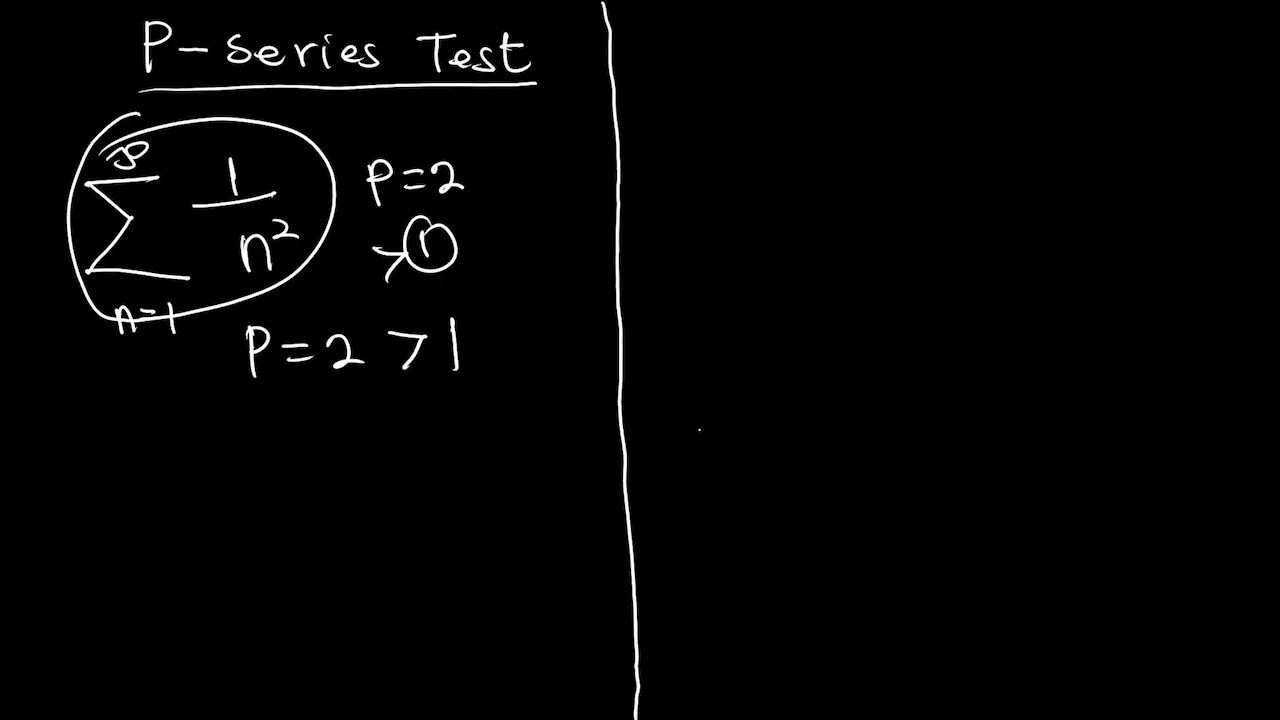 P-series Test
∞
∑ 1/n² P=2
n=1 >1
P=2 >1